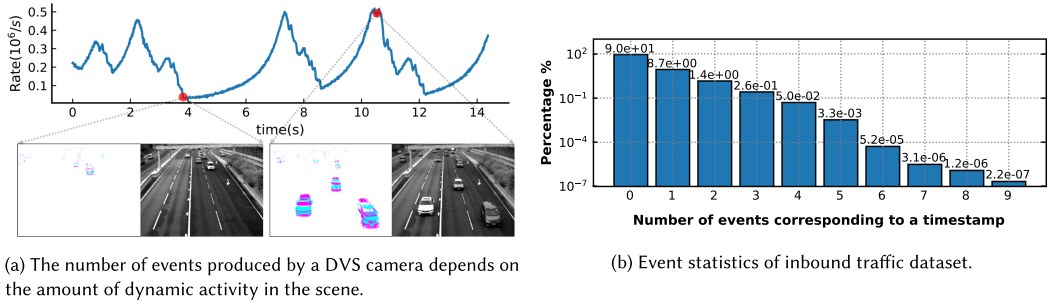 0.5
0.4
0.3
0.2
0.1
Rate(10⁶/s)
0 2 4 6 8 10 12 14
time(s)
(a) The number of events produced by a DVS camera depends on
the amount of dynamic activity in the scene.
10²
10⁻¹
10⁻⁴
10⁻⁷
Percentage %
9.0e+01
8.7e+00
1.4e+00
2.6e-01
5.0e-02
3.3e-03
5.2e-05
3.1e-06
1.2e-06
2.2e-07
0 1 2 3 4 5 6 7 8 9
Number of events corresponding to a timestamp
(b) Event statistics of inbound traffic dataset.